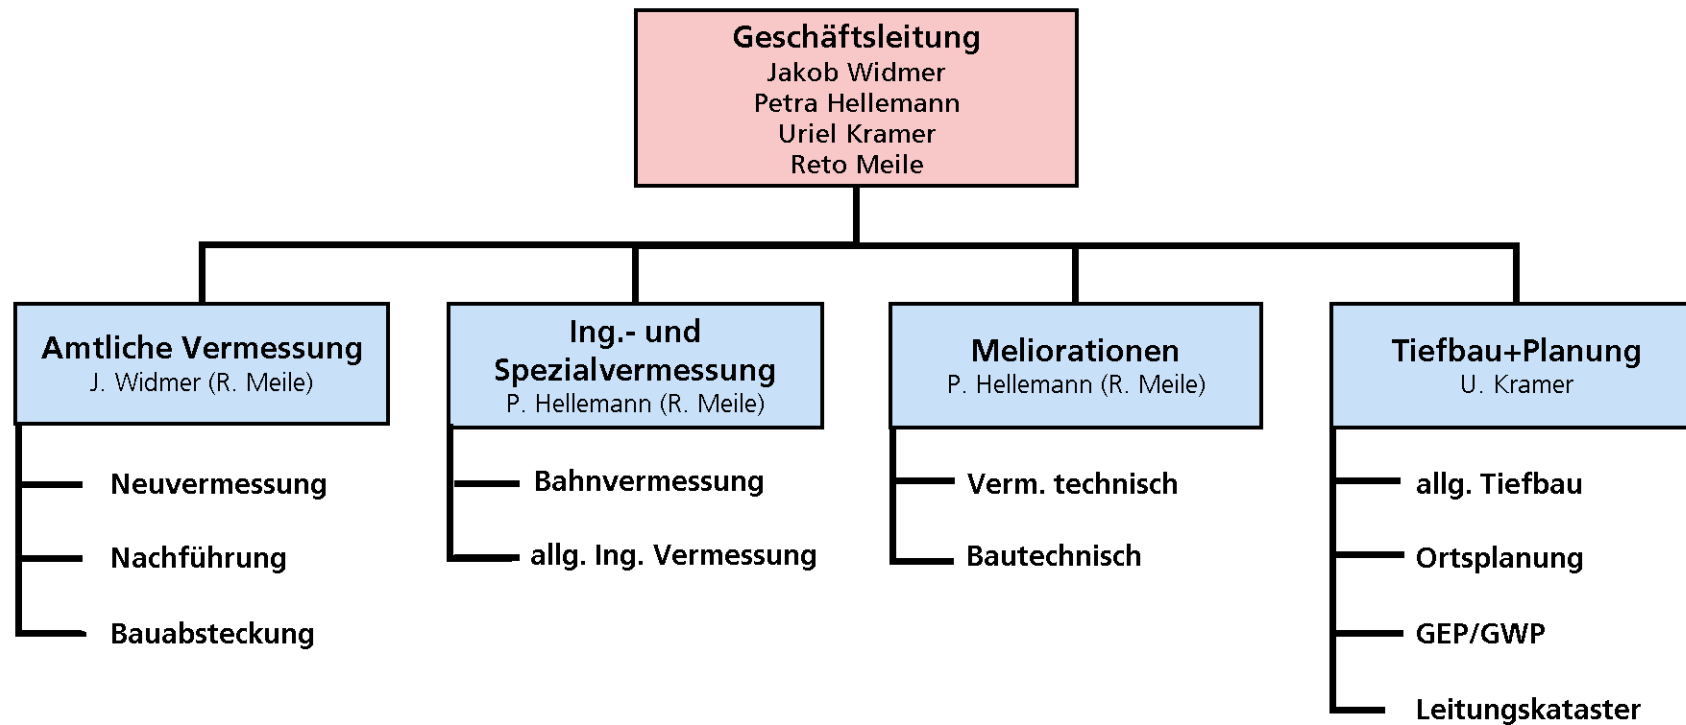 Geschäftsleitung
Jakob Widmer
Petra Hellemann
Uriel Kramer
Reto Meile
Amtliche Vermessung
J. Widmer (R. Meile)
Neuvermessung
Nachführung
Bauabsteckung
Ing.- und
Spezialvermessung
P. Hellemann (R. Meile)
Bahnvermessung
allg. Ing. Vermessung
Meliorationen
P. Hellemann (R. Meile)
Verm. technisch
Bautechnisch
Tiefbau+Planung
U. Kramer
allg. Tiefbau
Ortsplanung
GEP/GWP
Leitungskataster